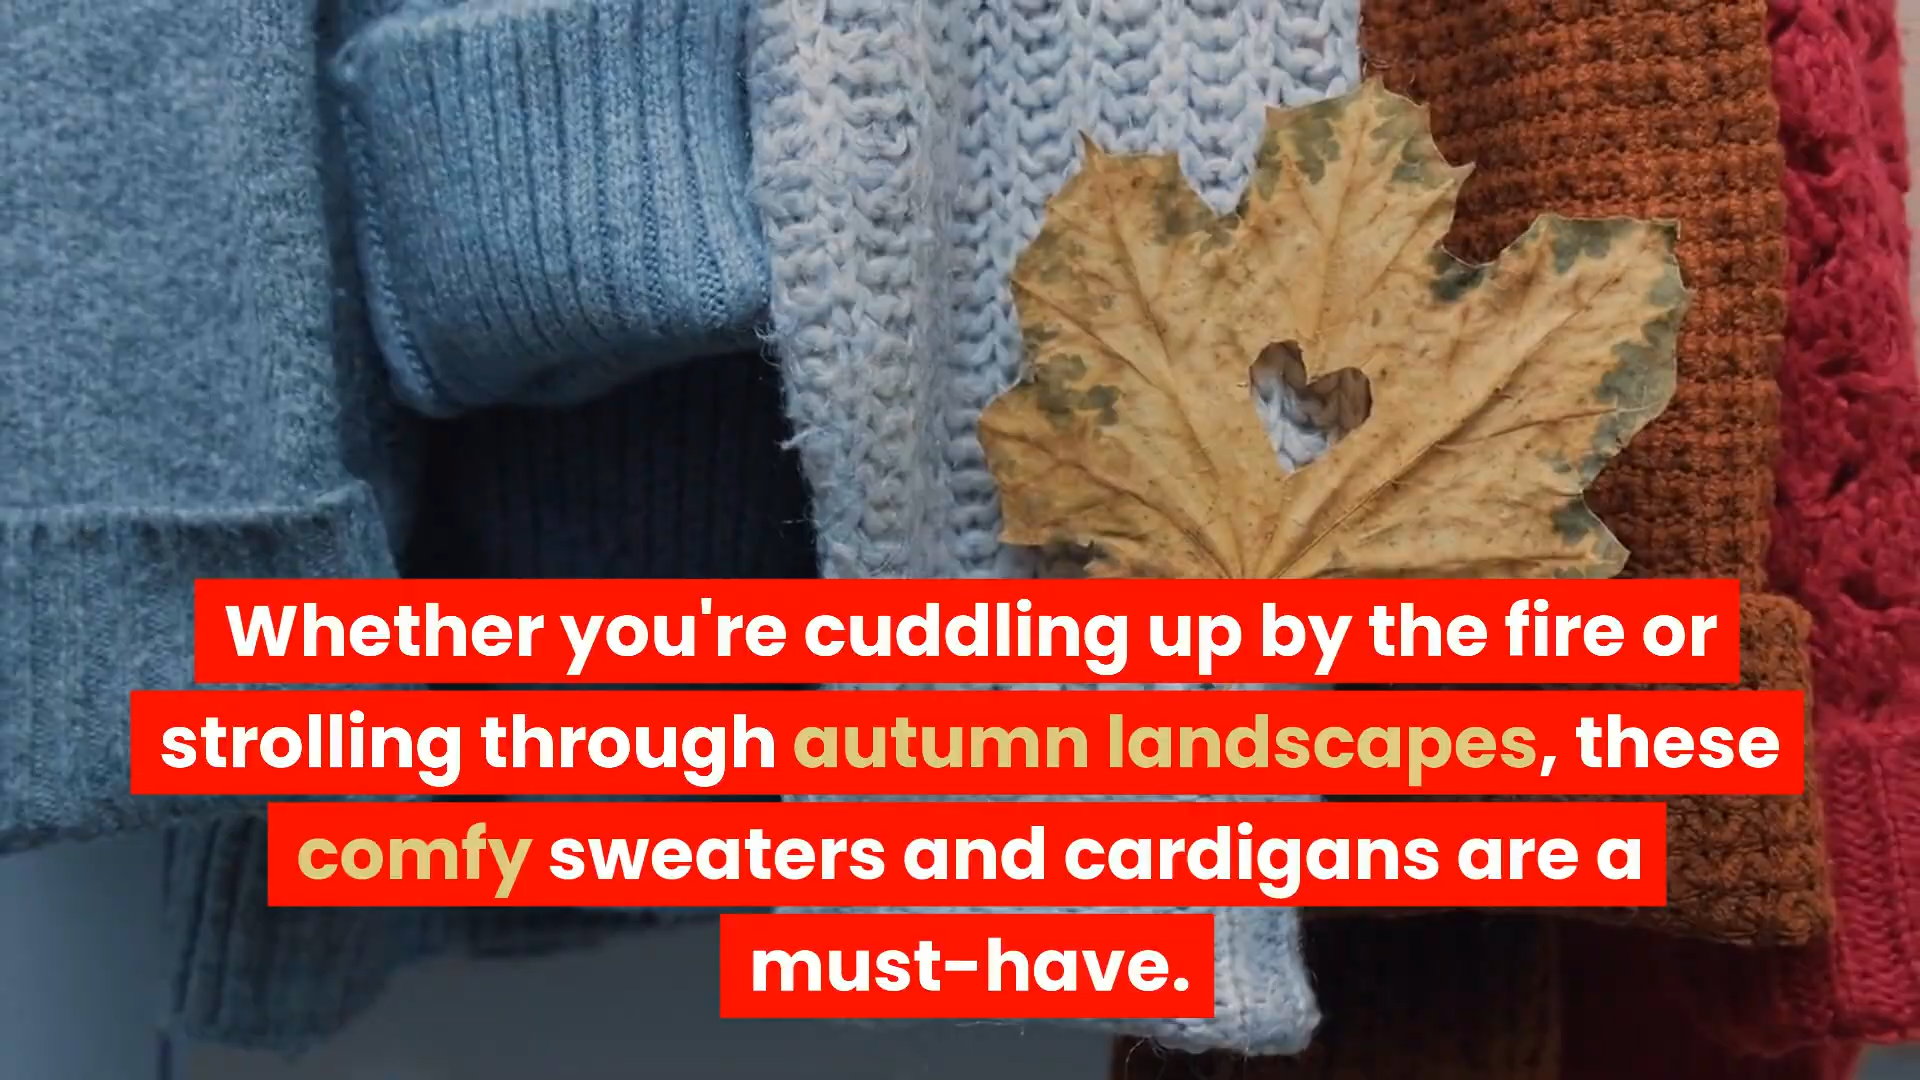 Whether you're cuddling up by the fire or
strolling through autumn landscapes, these
comfy sweaters and cardigans are a
must-have.